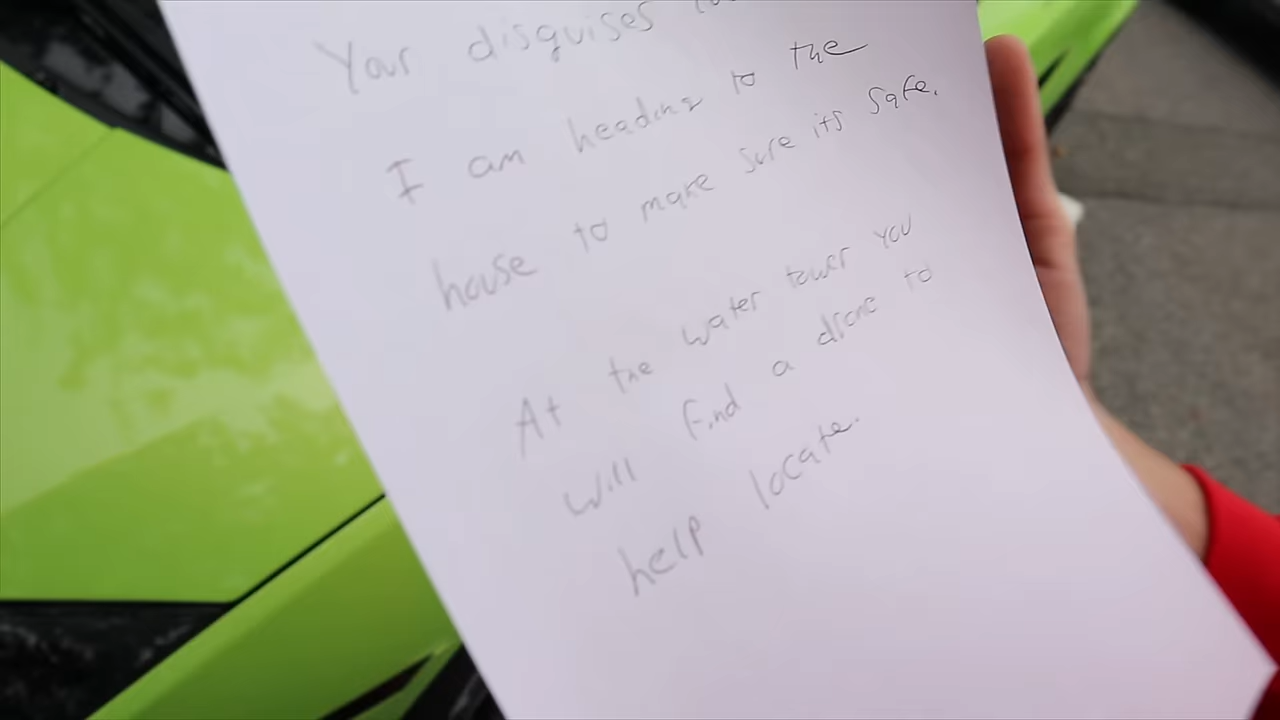 Your disguises
I am heading to the
house to make sure its safe.
At the water tower you
will find a drone to
help locate.